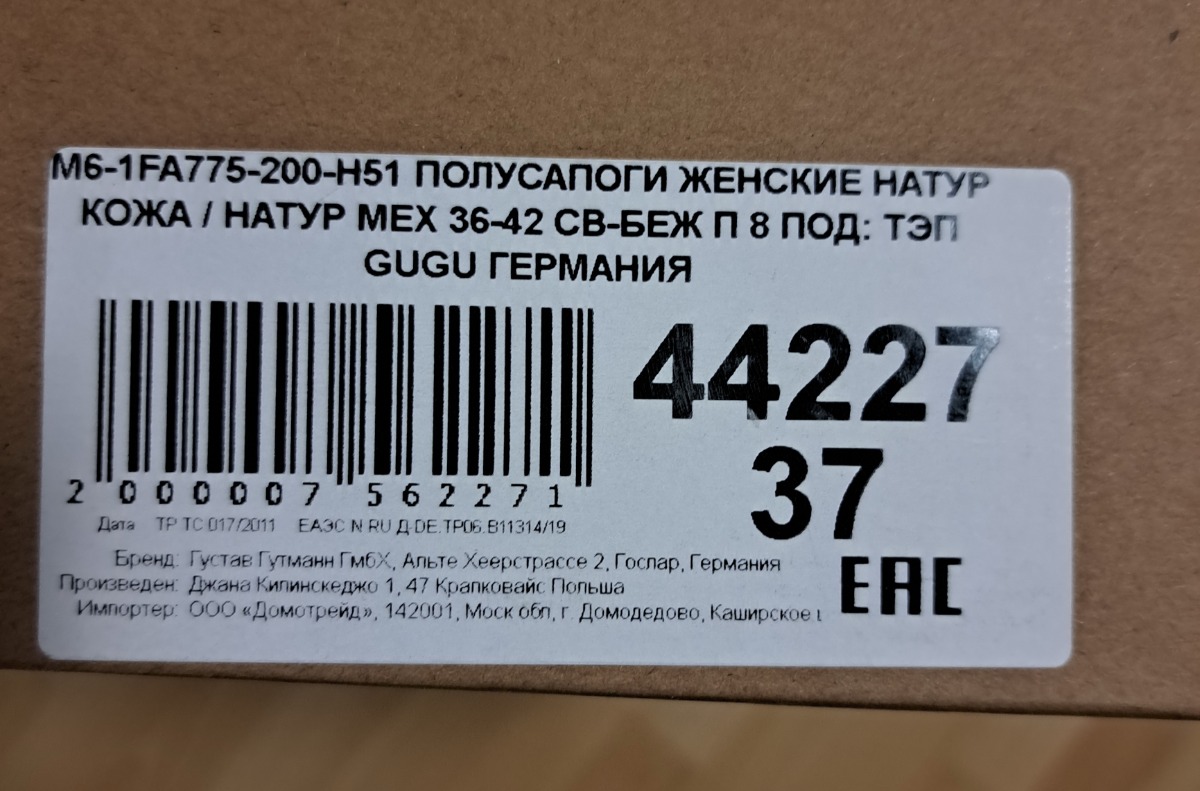 M6-1FA775-200-H51 ПОЛУСАПОГИ ЖЕНСКИЕ НАТУР
КОЖА / НАТУР МЕХ 36-42 СВ-БЕЖ П 8 ПОД: ТЭП
GUGU ГЕРМАНИЯ
44227
37
2 000007 562271
Дата ТР ТС 017/2011 ЕАЭС N RU Д-DE.ТР06.В11314/19
Бренд: Густав Гутманн ГмбХ, Альте Хеерстрассе 2, Гослар, Германия
Произведен: Джана Килинскеджо 1, 47 Крапковайс Польша
Импортер: ООО «Домотрейд», 142001, Моск обл, г. Домодедово, Каширское
EAC